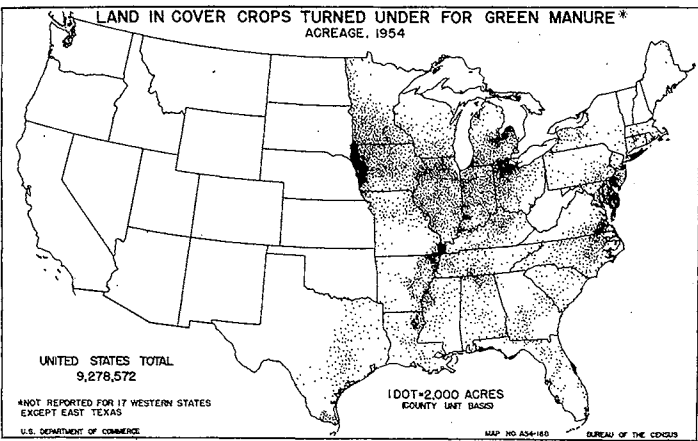 LAND IN COVER CROPS TURNED UNDER FOR GREEN MANURE*
ACREAGE, 1954
UNITED STATES TOTAL
9,278,572
*NOT REPORTED FOR 17 WESTERN STATES
EXCEPT EAST TEXAS
U.S. DEPARTMENT OF COMMERCE
1 DOT=2,000 ACRES
(COUNTY UNIT BASIS)
MAP NO. A54-160
BUREAU OF THE CENSUS